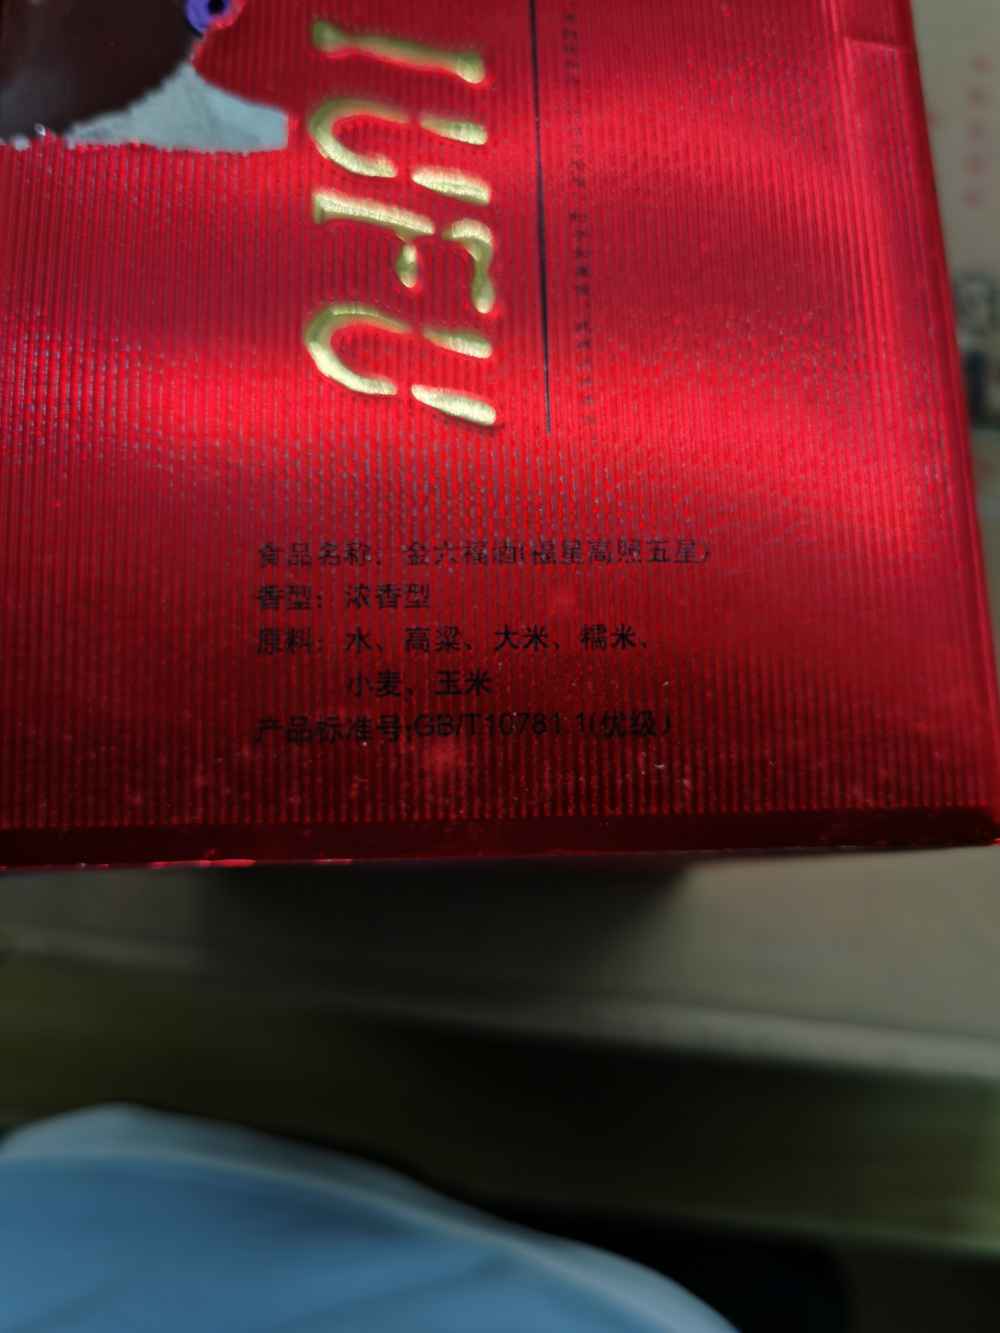 IUFU
食品名称：金六福酒(福星高照五星)
香型：浓香型
原料：水、高粱、大米、糯米、
小麦、玉米
产品标准号:GB/T10781.1(优级)